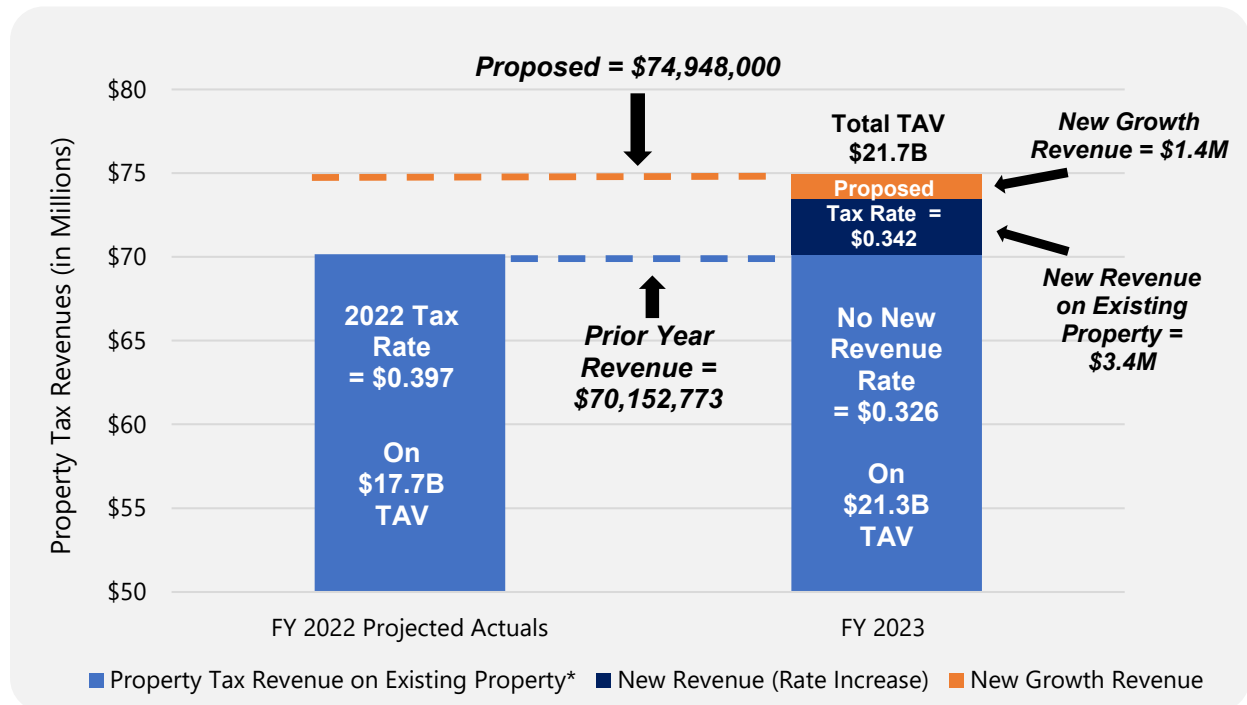 Proposed = $74,948,000
Property Tax Revenues (in Millions)
$80
$75
$70
$65
$60
$55
$50
2022 Tax
Rate
= $0.397
On
$17.7B
TAV
Prior Year
Revenue =
$70,152,773
Total TAV
$21.7B
Proposed
Tax Rate =
$0.342
No New
Revenue
Rate
= $0.326
On
$21.3B
TAV
New Growth
Revenue = $1.4M
New Revenue
on Existing
Property =
$3.4M
FY 2022 Projected Actuals
FY 2023
Property Tax Revenue on Existing Property* New Revenue (Rate Increase) New Growth Revenue